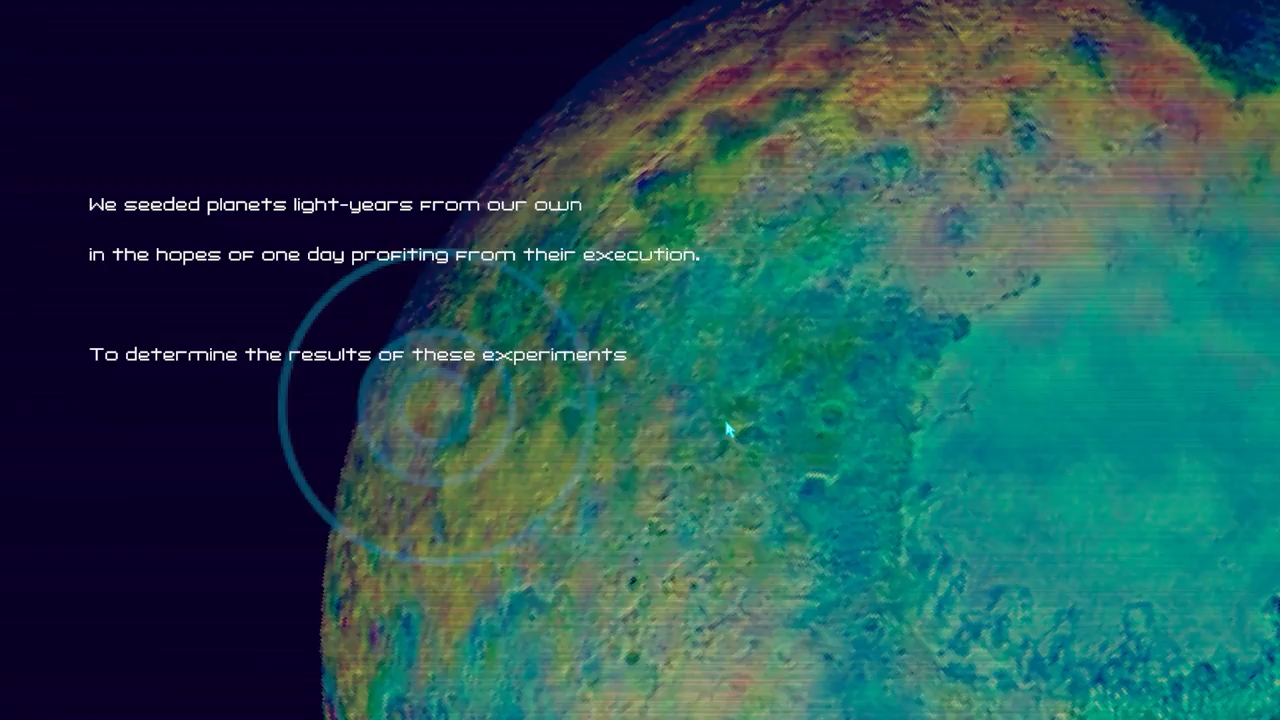 We seeded planets light-years from our own
in the hopes of one day profiting from their execution.
To determine the results of these experiments